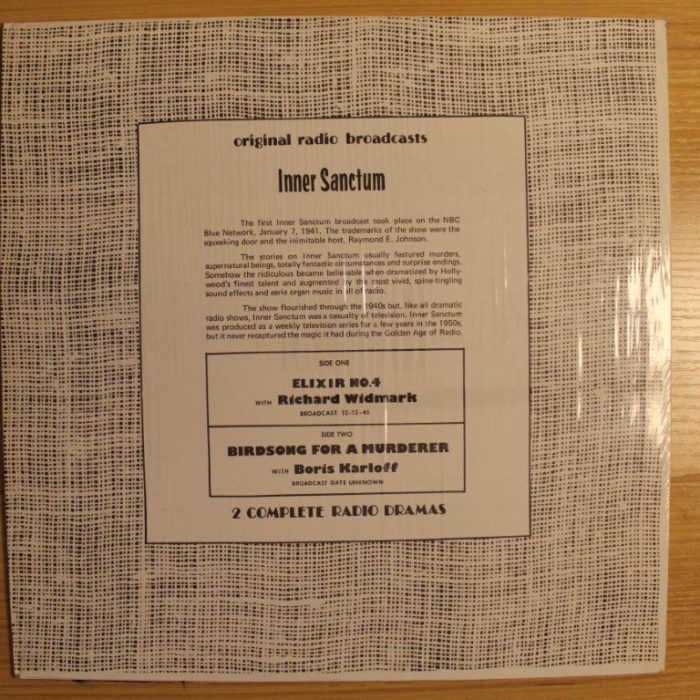 original radio broadcasts
Inner Sanctum
The first Inner Sanctum broadcast took place on the NBC
Blue Network, January 7, 1941. The trademarks of the show were the
squeaking door and the inimitable host, Raymond E. Johnson.
The stories on Inner Sanctum usually featured murders,
supernatural beings, totally fantastic circumstances and surprise endings.
Somehow the ridiculous became believable when dramatized by Holly-
wood's finest talent and augmented by the most vivid, spine-tingling
sound effects and eerie organ music in all of radio.
The show flourished through the 1940s but, like all dramatic
radio shows, Inner Sanctum was a casualty of television. Inner Sanctum
was produced as a weekly television series for a few years in the 1950s,
but it never recaptured the magic it had during the Golden Age of Radio.
SIDE ONE
ELIXIR NO.4
WITH Richard Widmark
BROADCAST 12-12-45
SIDE TWO
BIRDSONG FOR A MURDERER
WITH Boris Karloff
BROADCAST DATE UNKNOWN
2 COMPLETE RADIO DRAMAS